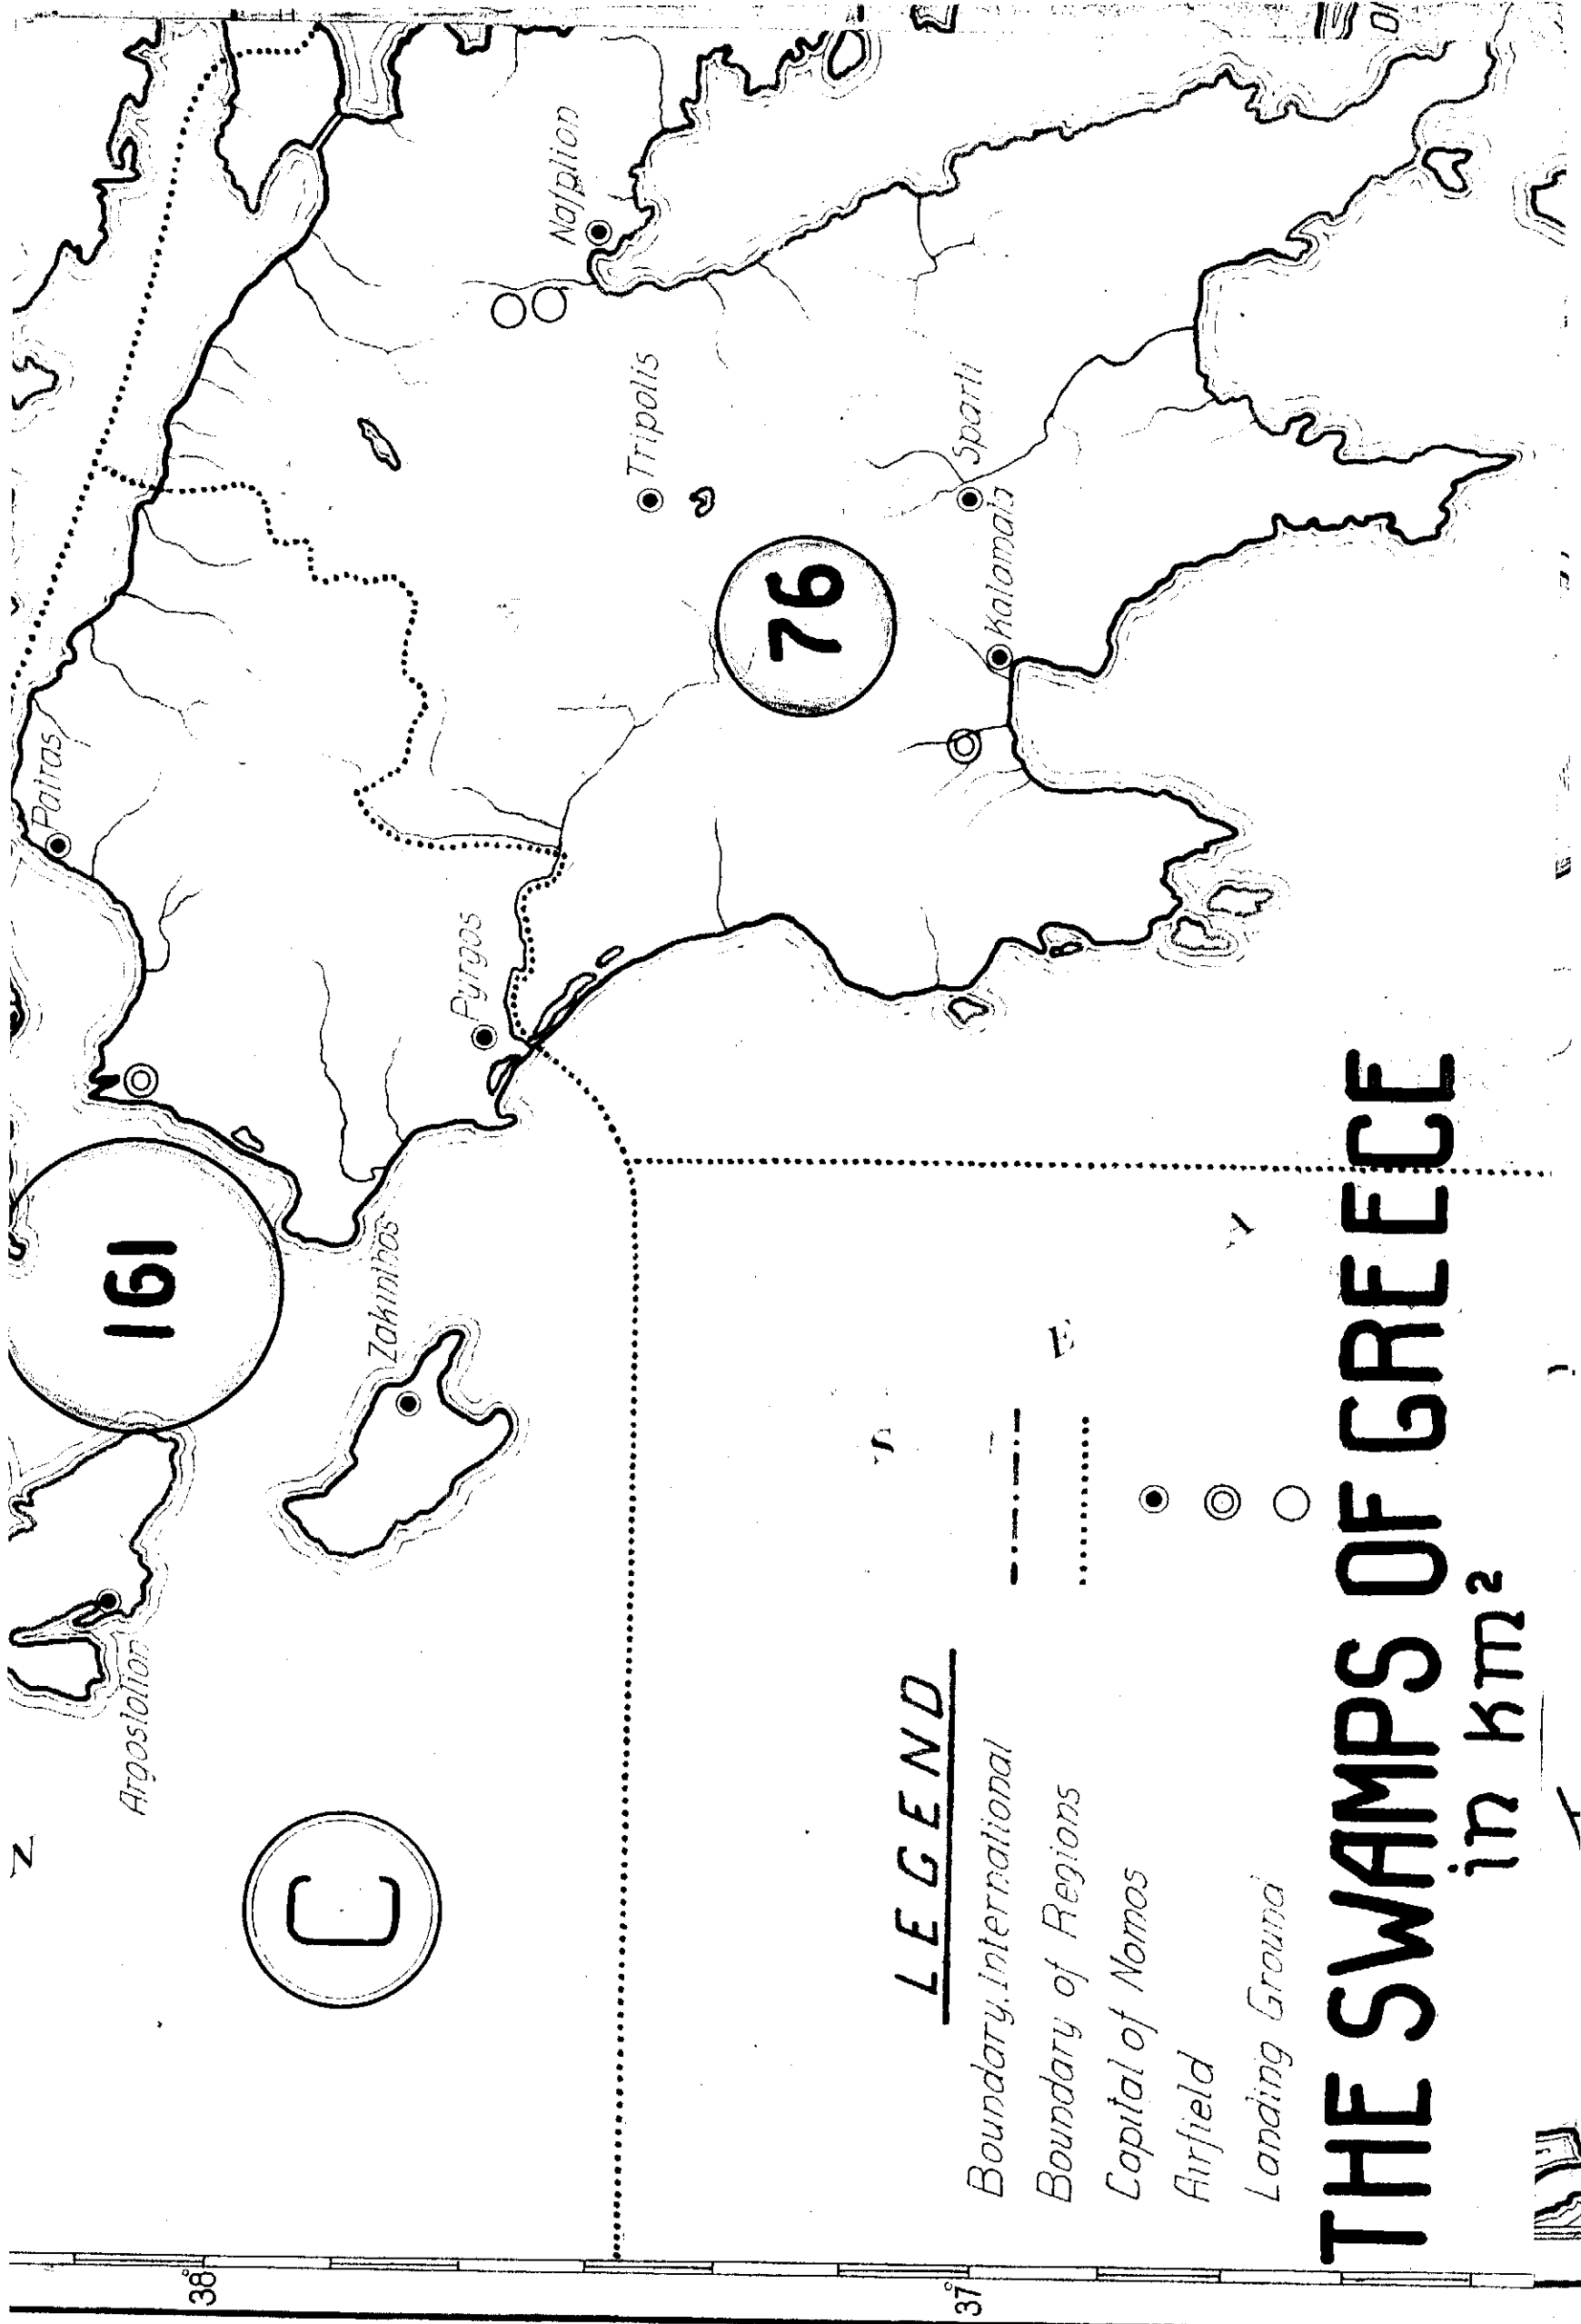 N
Argostolion
Zakinthos
161
Patras
Pyrgos
Nafplion
Tripolis
76
Sparti
Kalamata
C
38°
37°
E
LEGEND
Boundary International
Boundary of Regions
Capital of Nomos
Airfield
Landing Ground
THE SWAMPS OF GREECE
in Km²